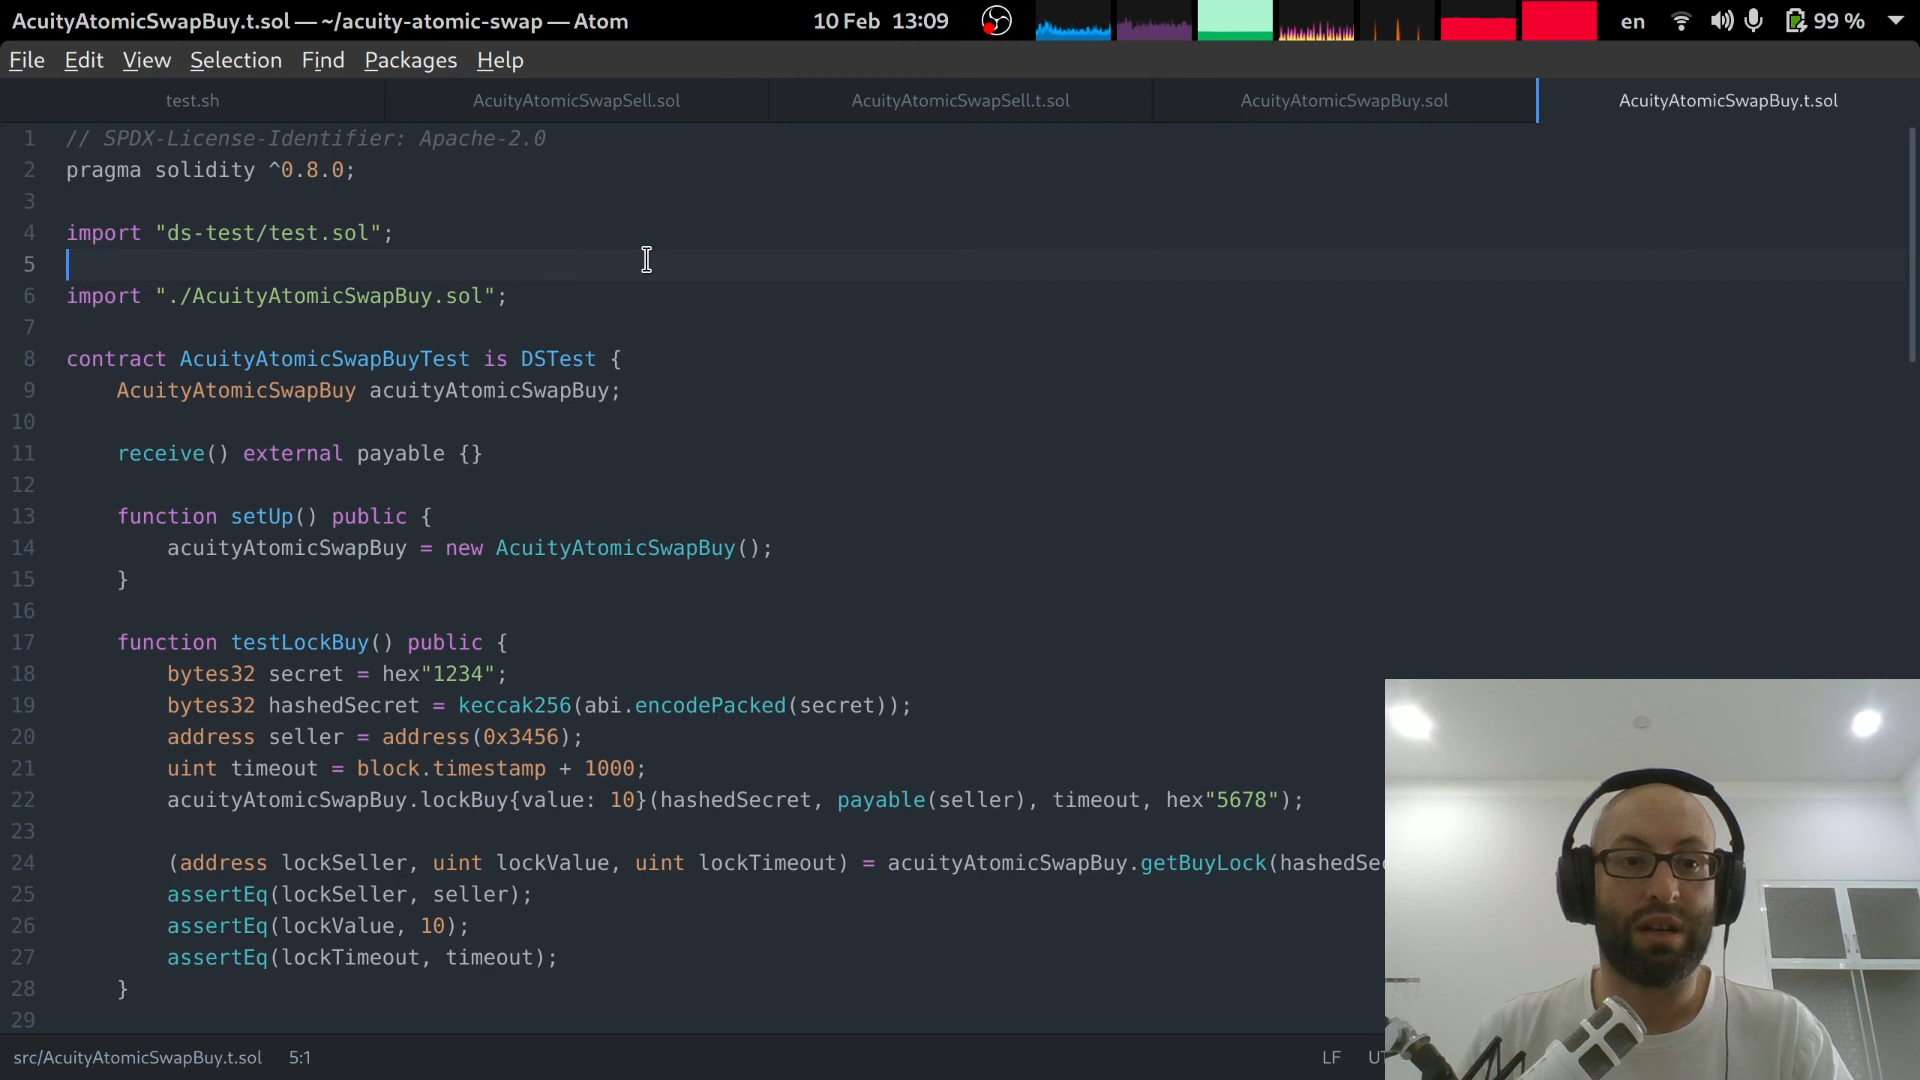 AcuityAtomicSwapBuy.t.sol — ~/acuity-atomic-swap — Atom 10 Feb 13:09 en 99 %
File Edit View Selection Find Packages Help
test.sh AcuityAtomicSwapSell.sol AcuityAtomicSwapSell.t.sol AcuityAtomicSwapBuy.sol AcuityAtomicSwapBuy.t.sol
1 // SPDX-License-Identifier: Apache-2.0
2 pragma solidity ^0.8.0;
3
4 import "ds-test/test.sol";
5
6 import "./AcuityAtomicSwapBuy.sol";
7
8 contract AcuityAtomicSwapBuyTest is DSTest {
9 AcuityAtomicSwapBuy acuityAtomicSwapBuy;
10
11 receive() external payable {}
12
13 function setUp() public {
14 acuityAtomicSwapBuy = new AcuityAtomicSwapBuy();
15 }
16
17 function testLockBuy() public {
18 bytes32 secret = hex"1234";
19 bytes32 hashedSecret = keccak256(abi.encodePacked(secret));
20 address seller = address(0x3456);
21 uint timeout = block.timestamp + 1000;
22 acuityAtomicSwapBuy.lockBuy{value: 10}(hashedSecret, payable(seller), timeout, hex"5678");
23
24 (address lockSeller, uint lockValue, uint lockTimeout) = acuityAtomicSwapBuy.getBuyLock(hashedSe
25 assertEq(lockSeller, seller);
26 assertEq(lockValue, 10);
27 assertEq(lockTimeout, timeout);
28 }
29
src/AcuityAtomicSwapBuy.t.sol 5:1 LF